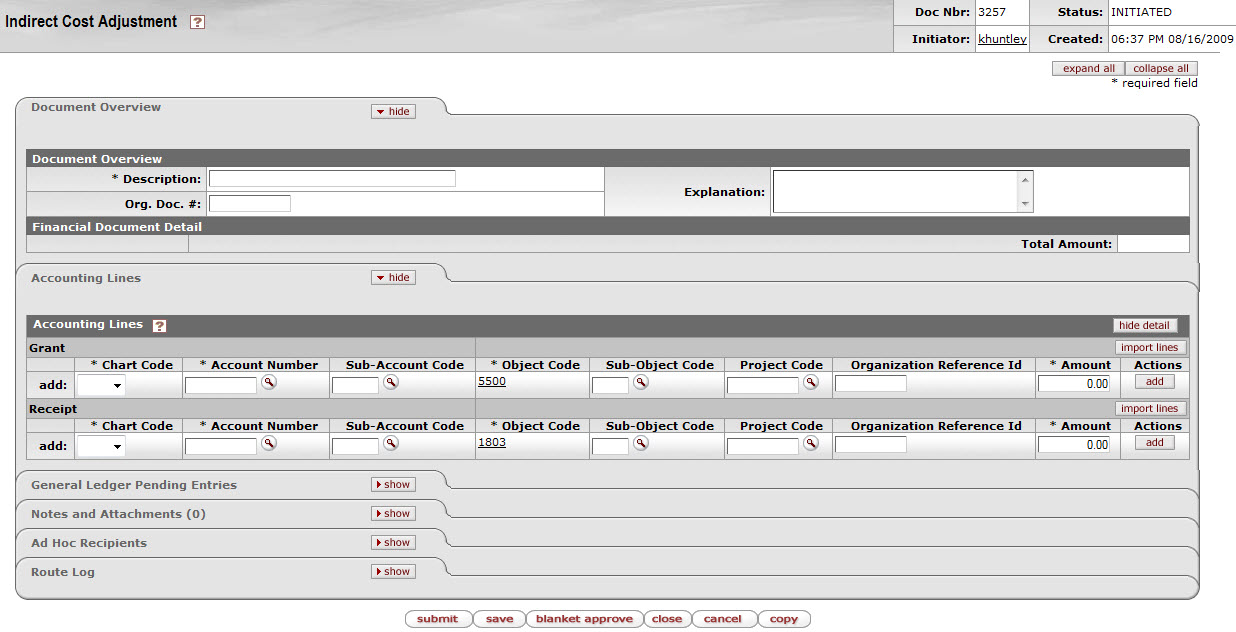 Indirect Cost Adjustment ?
Doc Nbr: 3257 Status: INITIATED
Initiator: khuntley Created: 06:37 PM 08/16/2009
expand all collapse all
* required field
Document Overview hide
Document Overview
* Description: Explanation:
Org. Doc. #:
Financial Document Detail
Total Amount:
Accounting Lines hide
Accounting Lines ? hide detail
Grant import lines
* Chart Code * Account Number Sub-Account Code * Object Code Sub-Object Code Project Code Organization Reference Id * Amount Actions
add: 5500 0.00 add
Receipt import lines
* Chart Code * Account Number Sub-Account Code * Object Code Sub-Object Code Project Code Organization Reference Id * Amount Actions
add: 1803 0.00 add
General Ledger Pending Entries show
Notes and Attachments (0) show
Ad Hoc Recipients show
Route Log show
submit save blanket approve close cancel copy